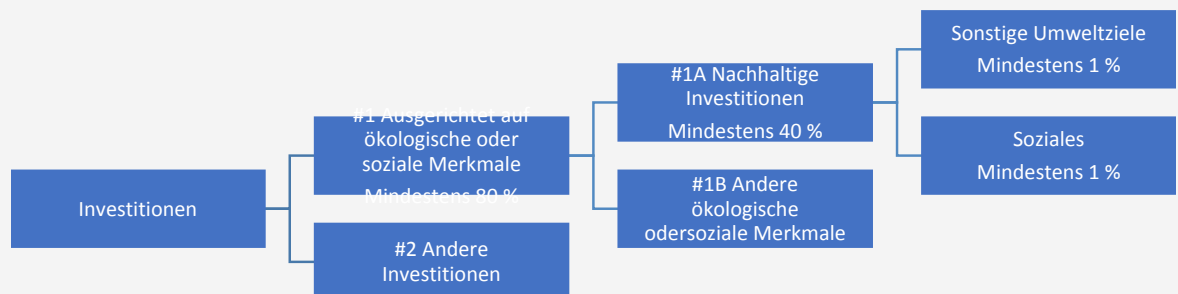 Investitionen
#1 Ausgerichtet auf
ökologische oder
soziale Merkmale
Mindestens 80 %
#2 Andere
Investitionen
#1A Nachhaltige
Investitionen
Mindestens 40 %
#1B Andere
ökologische
odersoziale Merkmale
Sonstige Umweltziele
Mindestens 1 %
Soziales
Mindestens 1 %